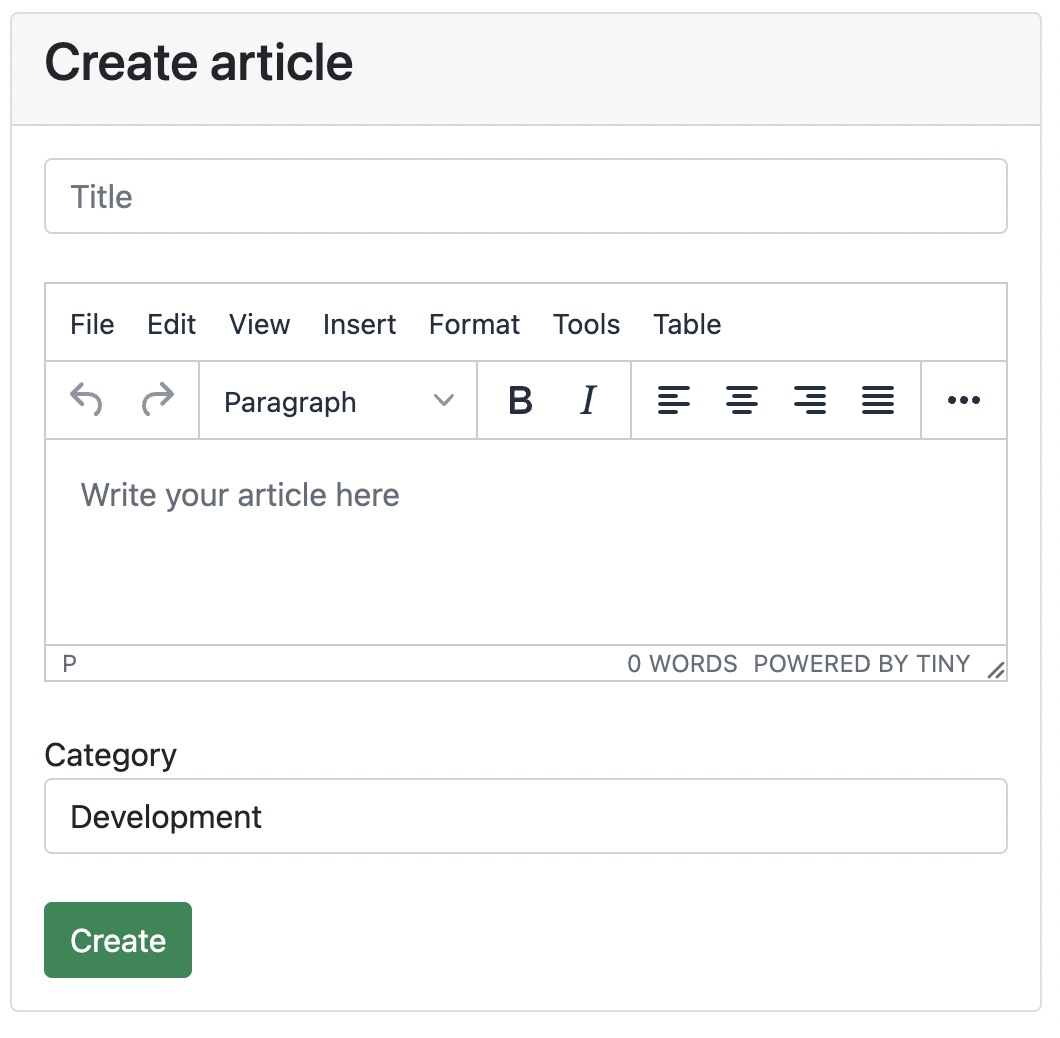 Create article
Title
File Edit View Insert Format Tools Table
Paragraph B I
Write your article here
P 0 WORDS POWERED BY TINY
Category
Development
Create